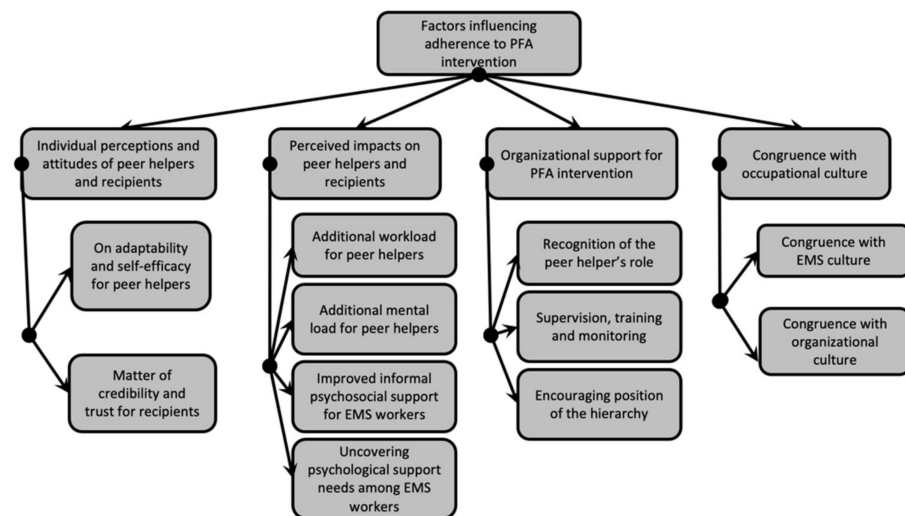 Factors influencing
adherence to PFA
intervention
Individual perceptions and
attitudes of peer helpers
and recipients
Perceived impacts on
peer helpers and
recipients
Organizational support for
PFA intervention
Congruence with
occupational culture
On adaptability
and self-efficacy
for peer helpers
Matter of
credibility and
trust for recipients
Additional workload
for peer helpers
Additional mental
load for peer helpers
Improved informal
psychosocial support
for EMS workers
Uncovering
psychological support
needs among EMS
workers
Recognition of the
peer helper's role
Supervision, training
and monitoring
Encouraging position
of the hierarchy
Congruence with
EMS culture
Congruence with
organizational
culture